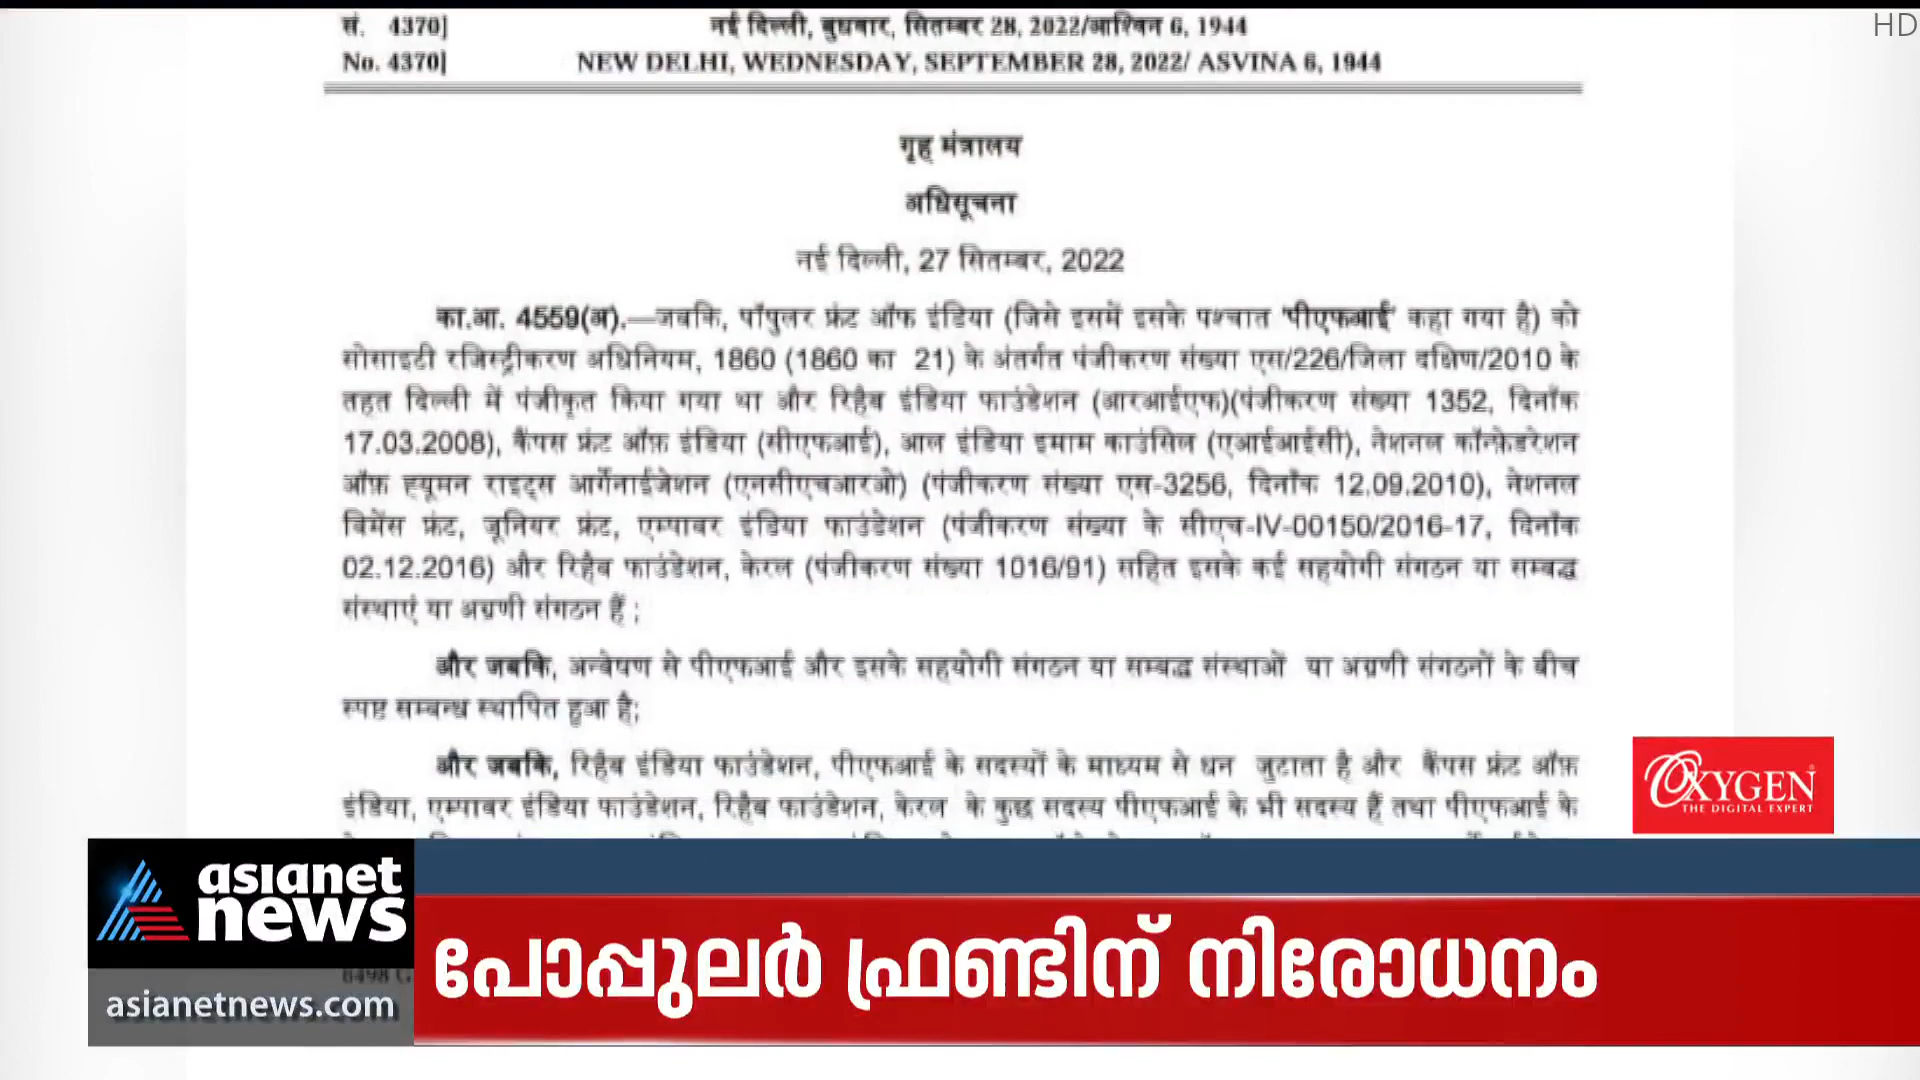 HD
सं. 4370]
नई दिल्ली, बुधवार, सितम्बर 28, 2022/आश्विन 6, 1944
No. 4370]
NEW DELHI, WEDNESDAY, SEPTEMBER 28, 2022/ ASVINA 6, 1944
गृह मंत्रालय
अधिसूचना
नई दिल्ली, 27 सितम्बर, 2022
का.आ. 4559(अ).—जबकि, पॉपुलर फ्रंट ऑफ इंडिया (जिसे इसमें इसके पश्चात 'पीएफआई' कहा गया है) को
सोसाइटी रजिस्ट्रीकरण अधिनियम, 1860 (1860 का 21) के अंतर्गत पंजीकरण संख्या एस/226/जिला दक्षिण/2010 के
तहत दिल्ली में पंजीकृत किया गया था और रिहैब इंडिया फाउंडेशन (आरआईएफ)(पंजीकरण संख्या 1352, दिनाँक
17.03.2008), कैंपस फ्रंट ऑफ़ इंडिया (सीएफआई), आल इंडिया इमाम काउंसिल (एआईआईसी), नेशनल कॉन्फ़ेडरेशन
ऑफ़ ह्यूमन राइट्स आर्गेनाईजेशन (एनसीएचआरओ) (पंजीकरण संख्या एस-3256, दिनाँक 12.09.2010), नेशनल
विमेंस फ्रंट, जूनियर फ्रंट, एम्पावर इंडिया फाउंडेशन (पंजीकरण संख्या के सीएच-IV-00150/2016-17, दिनाँक
02.12.2016) और रिहैब फाउंडेशन, केरल (पंजीकरण संख्या 1016/91) सहित इसके कई सहयोगी संगठन या सम्बद्ध
संस्थाएं या अग्रणी संगठन हैं ;
और जबकि, अन्वेषण से पीएफआई और इसके सहयोगी संगठन या सम्बद्ध संस्थाओं या अग्रणी संगठनों के बीच
स्पष्ट सम्बन्ध स्थापित हुआ है;
और जबकि, रिहैब इंडिया फाउंडेशन, पीएफआई के सदस्यों के माध्यम से धन जुटाता है और कैंपस फ्रंट ऑफ़
इंडिया, एम्पावर इंडिया फाउंडेशन, रिहैब फाउंडेशन, केरल के कुछ सदस्य पीएफआई के भी सदस्य हैं तथा पीएफआई के
OXYGEN
THE DIGITAL EXPERT
asianet
news
asianetnews.com
പോപ്പുലർ ഫ്രണ്ടിന് നിരോധനം